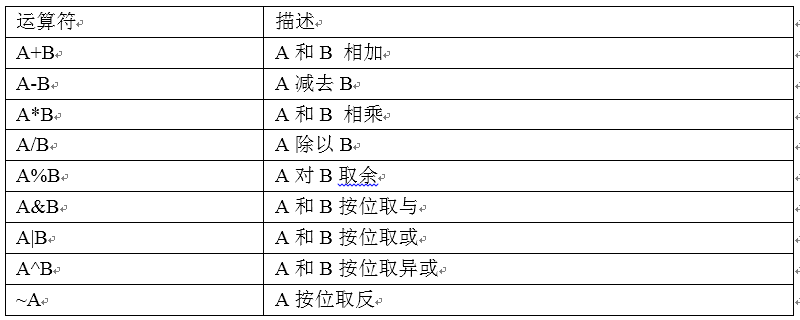 运算符 描述
A+B A 和 B 相加
A-B A 减去 B
A*B A 和 B 相乘
A/B A 除以 B
A%B A 对 B 取余
A&B A 和 B 按位取与
A|B A 和 B 按位取或
A^B A 和 B 按位取异或
~A A 按位取反